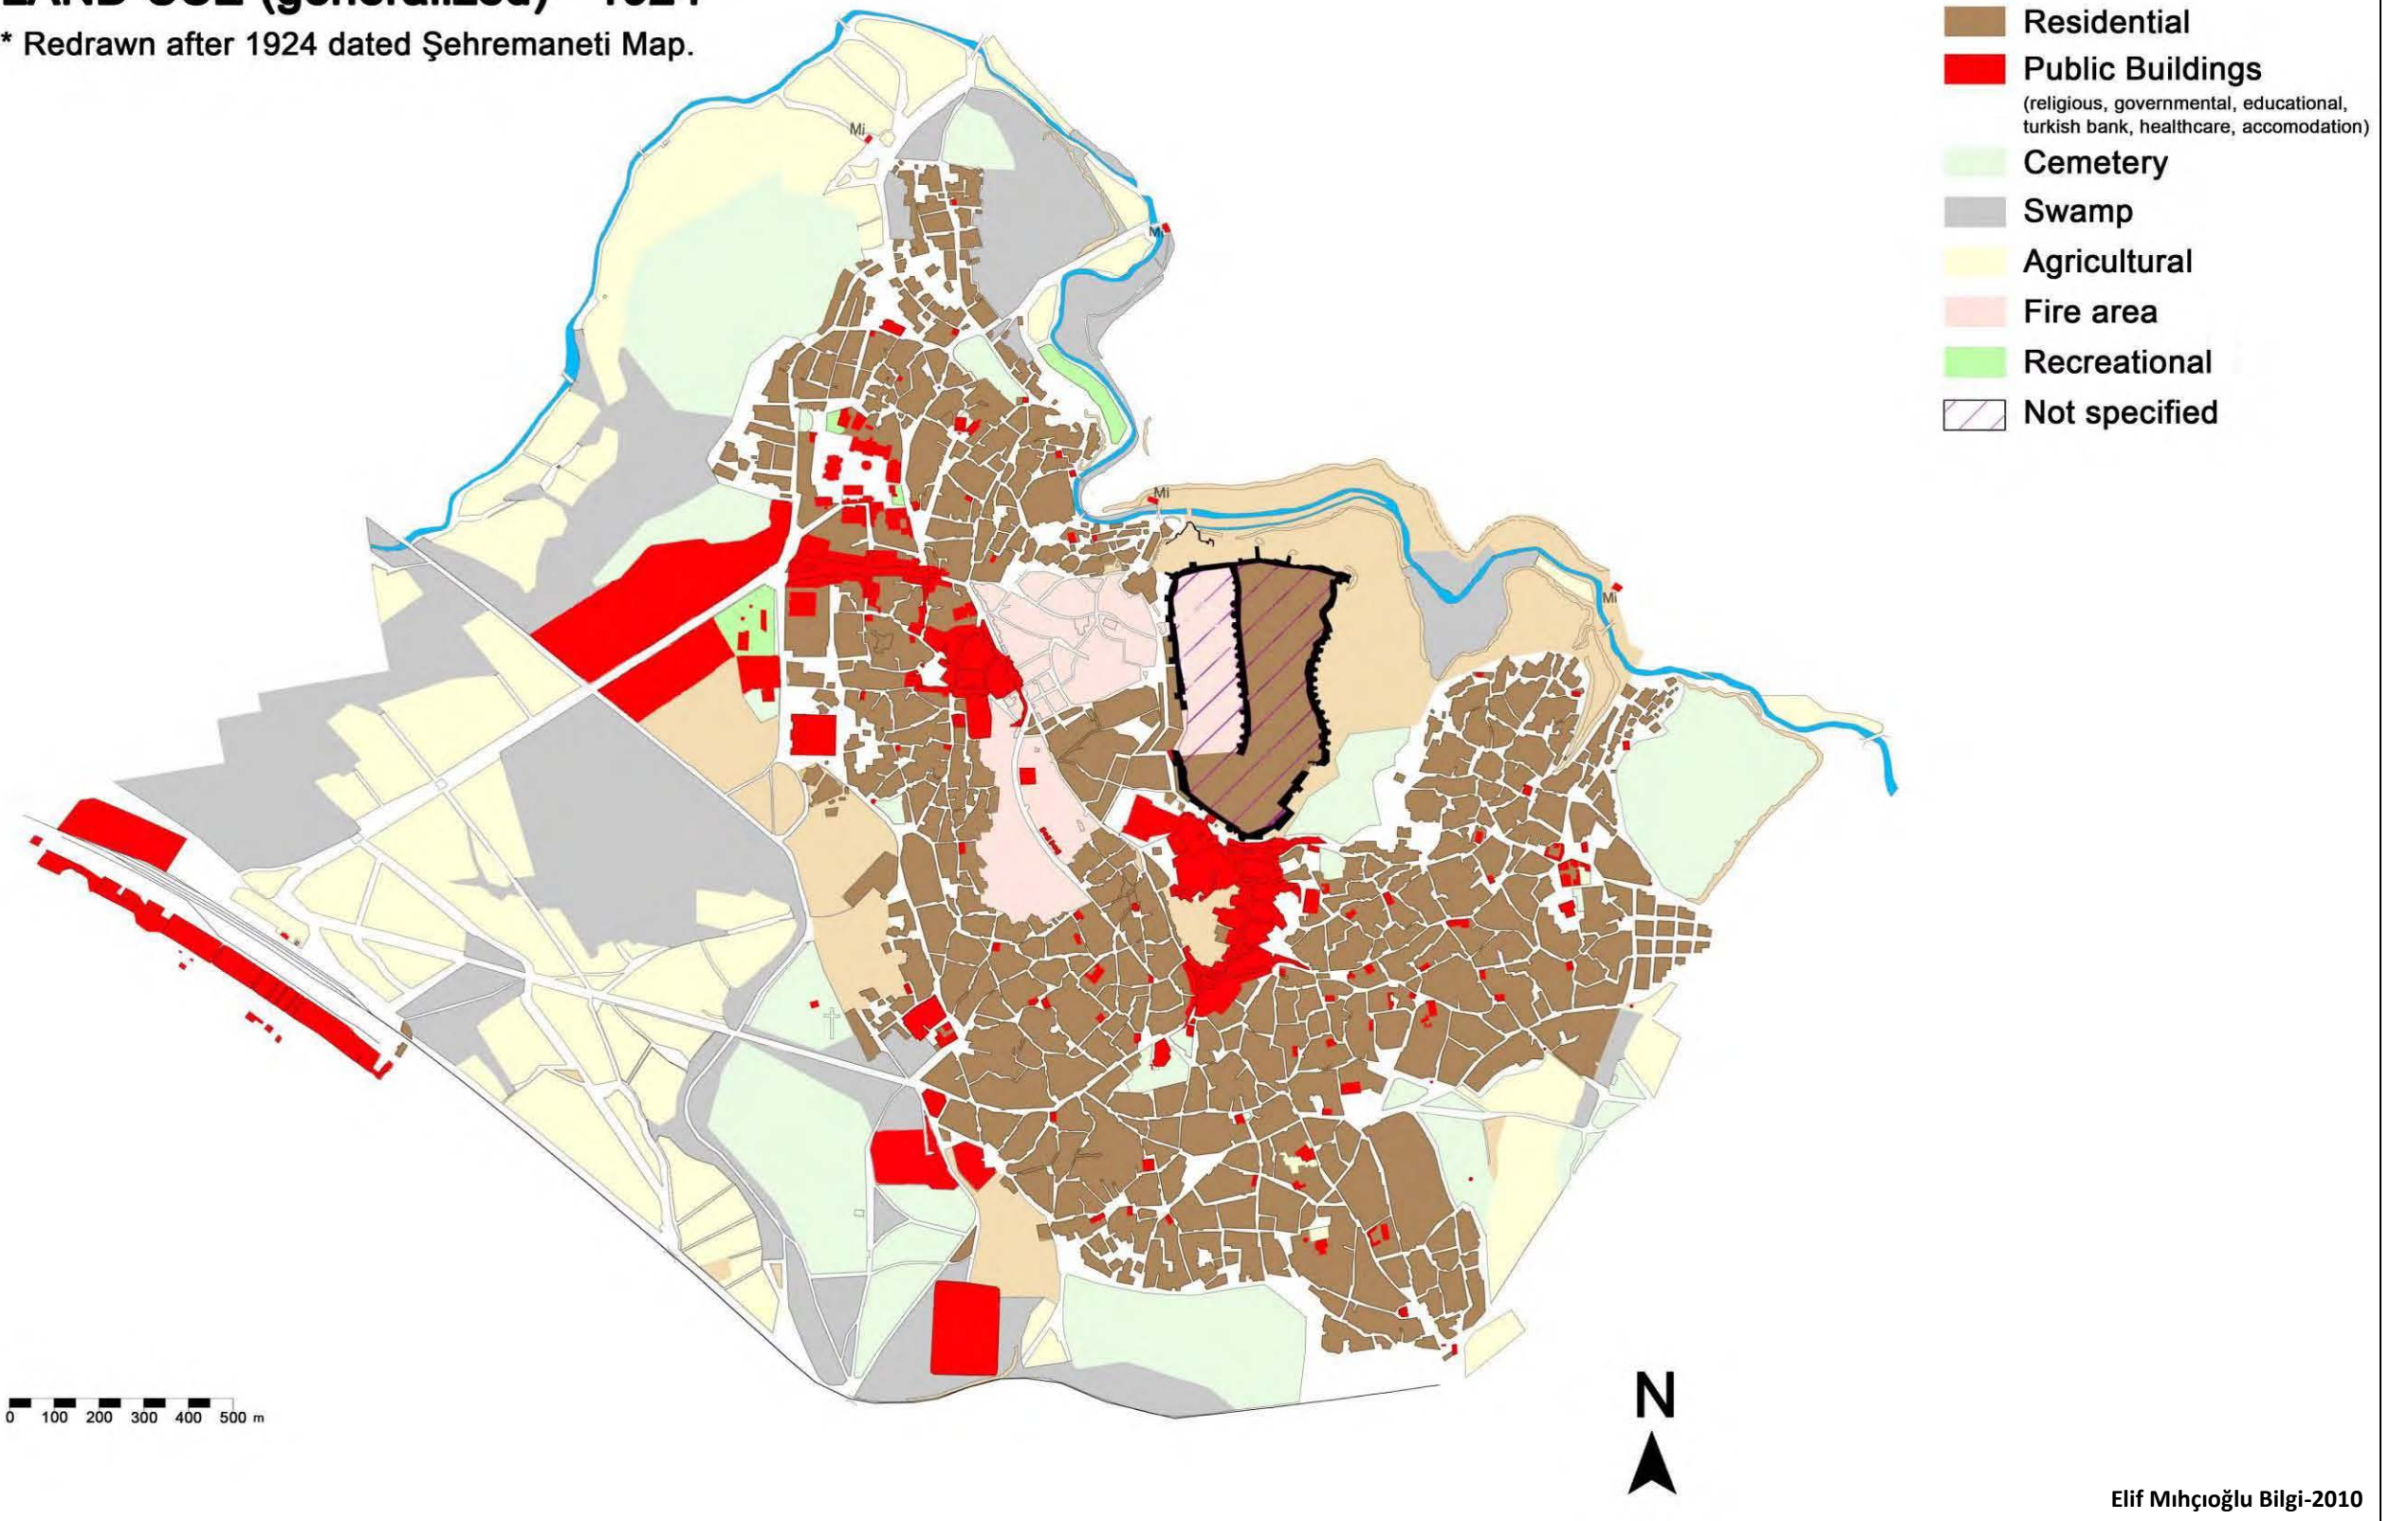 * Redrawn after 1924 dated Şehremaneti Map.
Residential
Public Buildings
(religious, governmental, educational,
turkish bank, healthcare, accomodation)
Cemetery
Swamp
Agricultural
Fire area
Recreational
Not specified
Mi
Mi
Mi
0 100 200 300 400 500 m
N
Elif Mıhçıoğlu Bilgi-2010